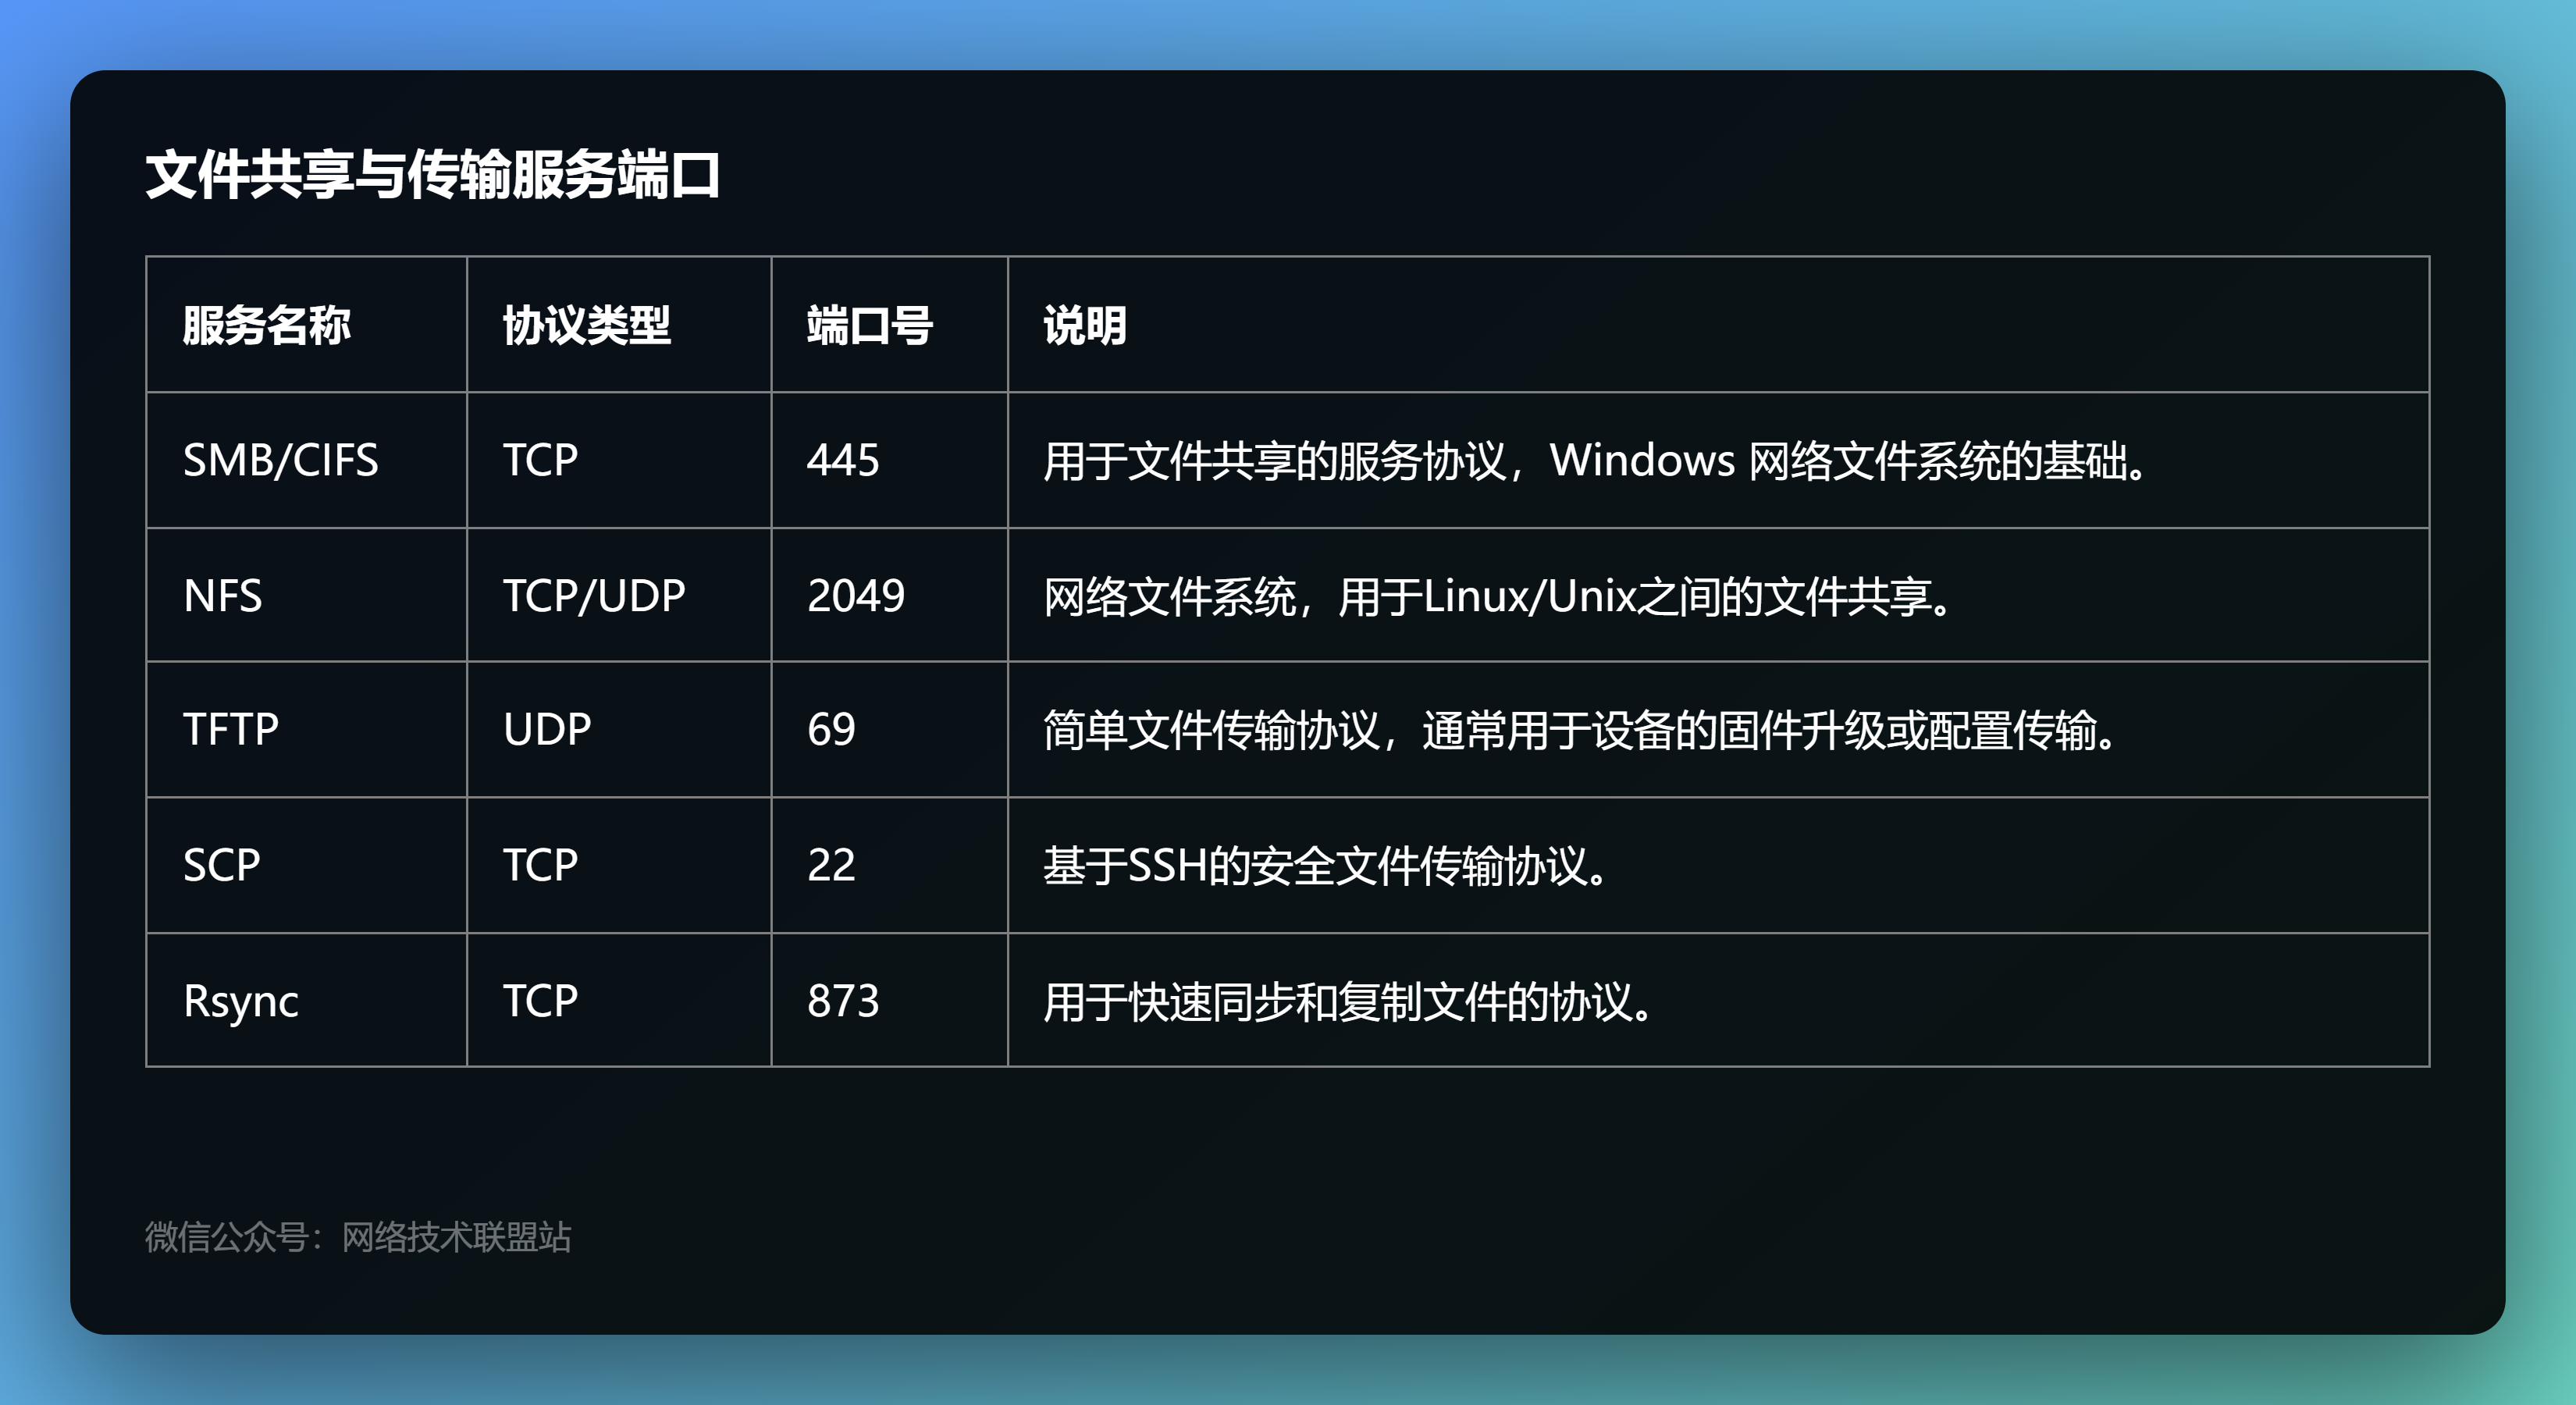 文件共享与传输服务端口
服务名称 协议类型 端口号 说明
SMB/CIFS TCP 445 用于文件共享的服务协议，Windows 网络文件系统的基础。
NFS TCP/UDP 2049 网络文件系统，用于Linux/Unix之间的文件共享。
TFTP UDP 69 简单文件传输协议，通常用于设备的固件升级或配置传输。
SCP TCP 22 基于SSH的安全文件传输协议。
Rsync TCP 873 用于快速同步和复制文件的协议。
微信公众号：网络技术联盟站